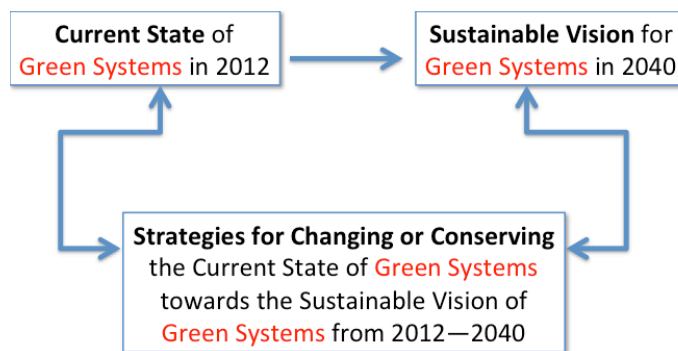 Current State of
Green Systems in 2012
Sustainable Vision for
Green Systems in 2040
Strategies for Changing or Conserving
the Current State of Green Systems
towards the Sustainable Vision of
Green Systems from 2012—2040